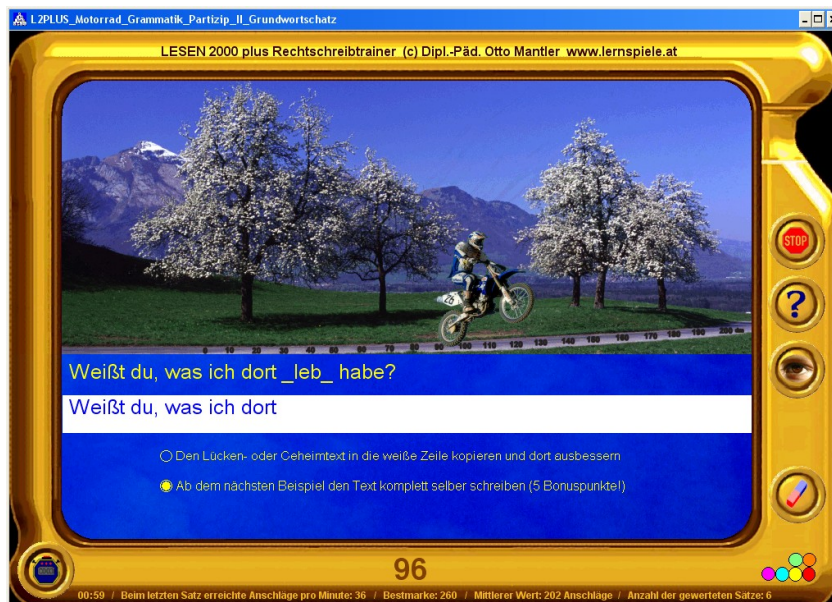 L2PLUS_Motorrad_Grammatik_Partizip_II_Grundwortschatz
LESEN 2000 plus Rechtschreibtrainer (c) Dipl.-Päd. Otto Mantler www.lernspiele.at
STOP
?
26
0 10 20 30 40 50 60 70 80 90 100 110 120 130 140 150 160 170 180 190 200 dm
Weißt du, was ich dort _leb_ habe?
Weißt du, was ich dort
Den Lücken- oder Geheimtext in die weiße Zeile kopieren und dort ausbessern
Ab dem nächsten Beispiel den Text komplett selber schreiben (5 Bonuspunkte!)
96
00:59 / Beim letzten Satz erreichte Anschläge pro Minute: 36 / Bestmarke: 260 / Mittlerer Wert: 202 Anschläge / Anzahl der gewerteten Sätze: 6